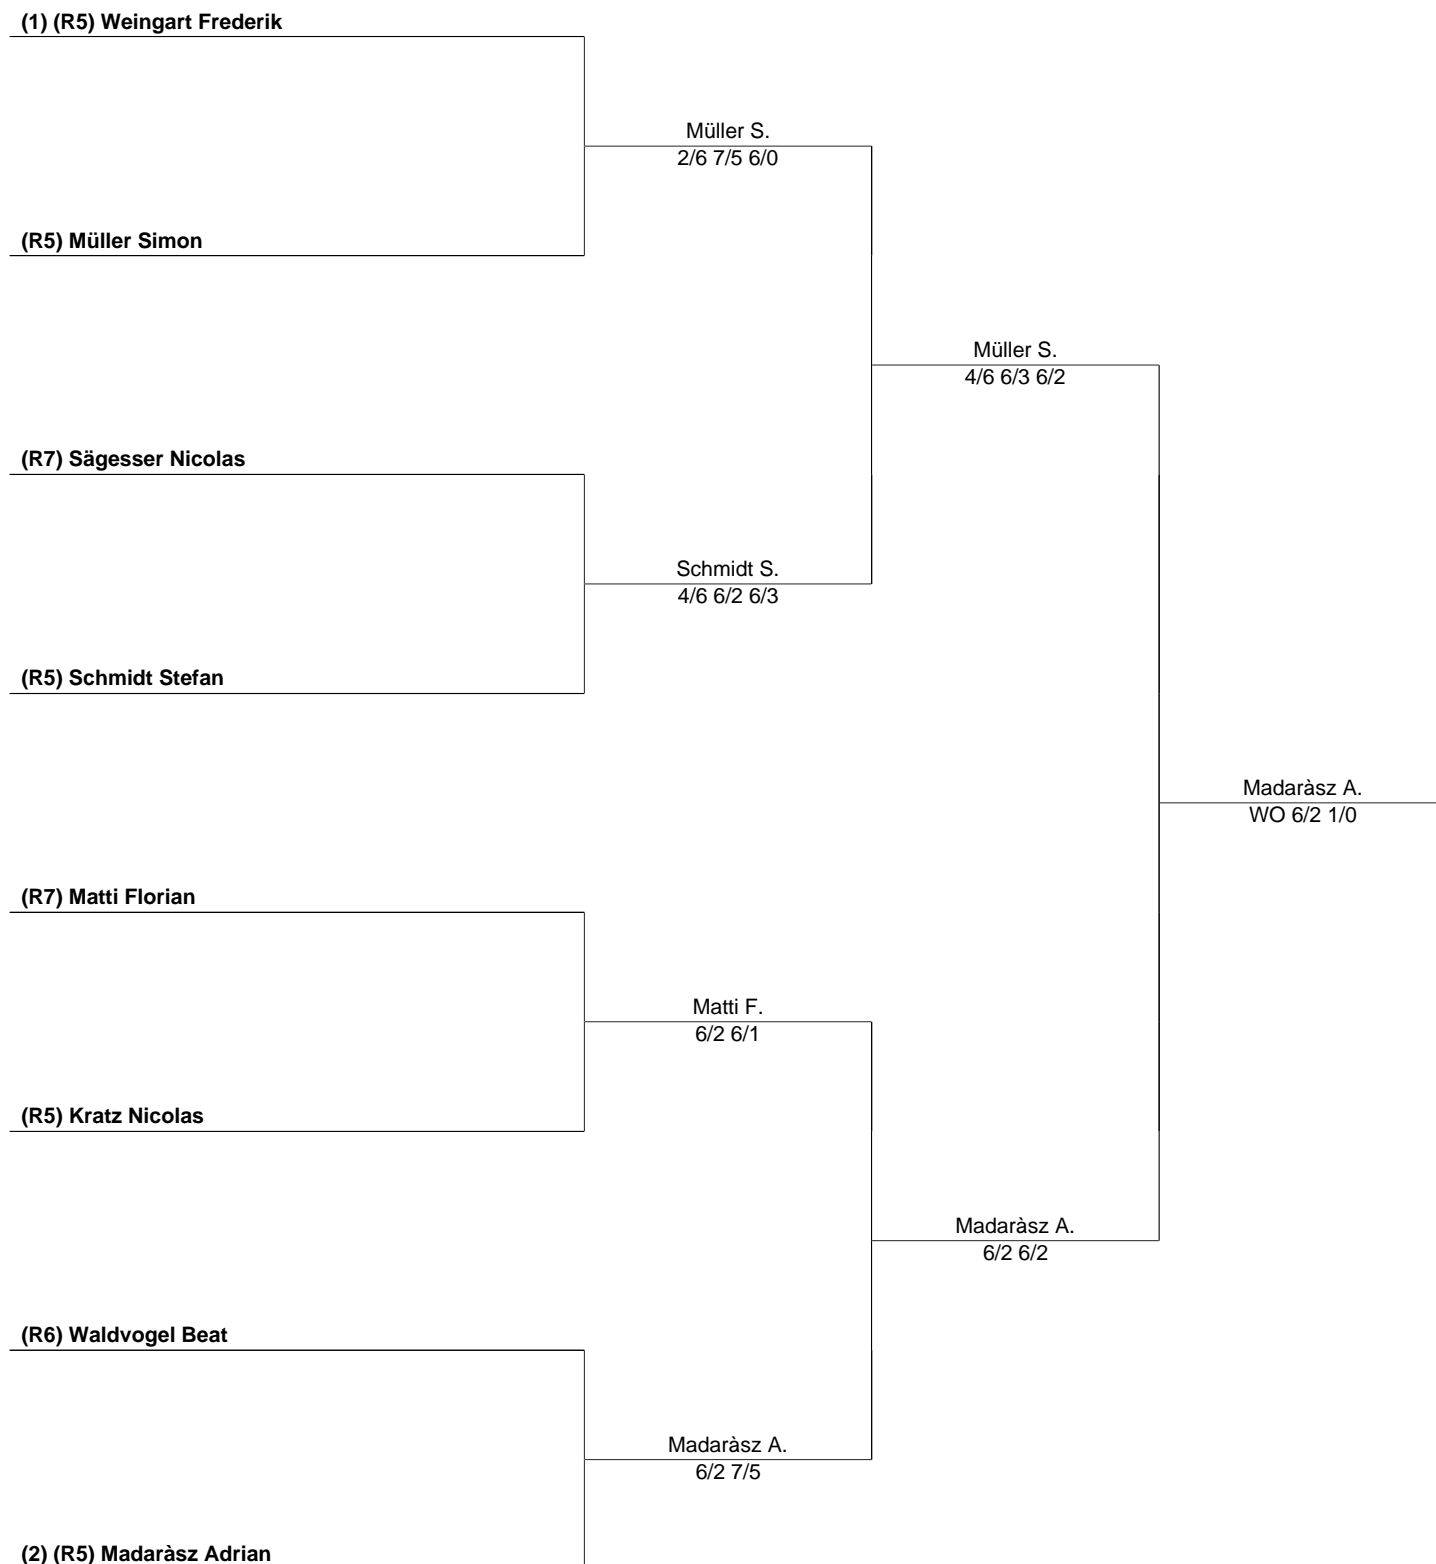 (1) (R5) Weingart Frederik
Müller S.
2/6 7/5 6/0
(R5) Müller Simon
Müller S.
4/6 6/3 6/2
(R7) Sägesser Nicolas
Schmidt S.
4/6 6/2 6/3
(R5) Schmidt Stefan
Madaràsz A.
WO 6/2 1/0
(R7) Matti Florian
Matti F.
6/2 6/1
(R5) Kratz Nicolas
Madaràsz A.
6/2 6/2
(R6) Waldvogel Beat
Madaràsz A.
6/2 7/5
(2) (R5) Madaràsz Adrian